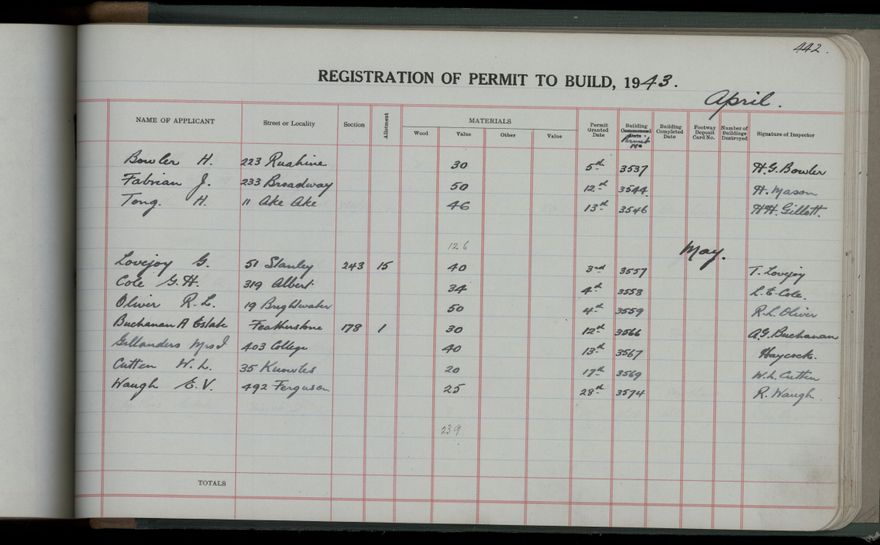 442.
REGISTRATION OF PERMIT TO BUILD, 1943.
April.
NAME OF APPLICANT Street or Locality Section Allotment MATERIALS Wood Value Other Value Permit Granted Date Building Commenced Date Permit No Building Completed Date Footway Deposit Card No. Number of Buildings Destroyed Signature of Inspector
Bowler H. 223 Ruahine 30 5th 3537 H.G. Bowler
Fabrian J. 233 Broadway 50 12th 3544 H. Mason
Tong. H. 11 Ake Ake 46 13th 3546 H.H. Gillett.
126
May.
Lovejoy G. 51 Stanley 243 15 40 3rd 3557 T. Lovejoy
Cole G.H. 319 Albert 34 4th 3558 L.E. Cole.
Oliver R.L. 19 Brightwater 50 4th 3559 R.L. Oliver
Buchanan A Estate Featherstone 178 1 30 12th 3566 A.G. Buchanan
Gillanders Mrs I 403 College 40 13th 3567 Haycock.
Cutten W.L. 35 Knowles 20 17th 3569 W.L. Cutten
Waugh E.V. 492 Ferguson 25 28th 3574 R. Waugh.
239
TOTALS